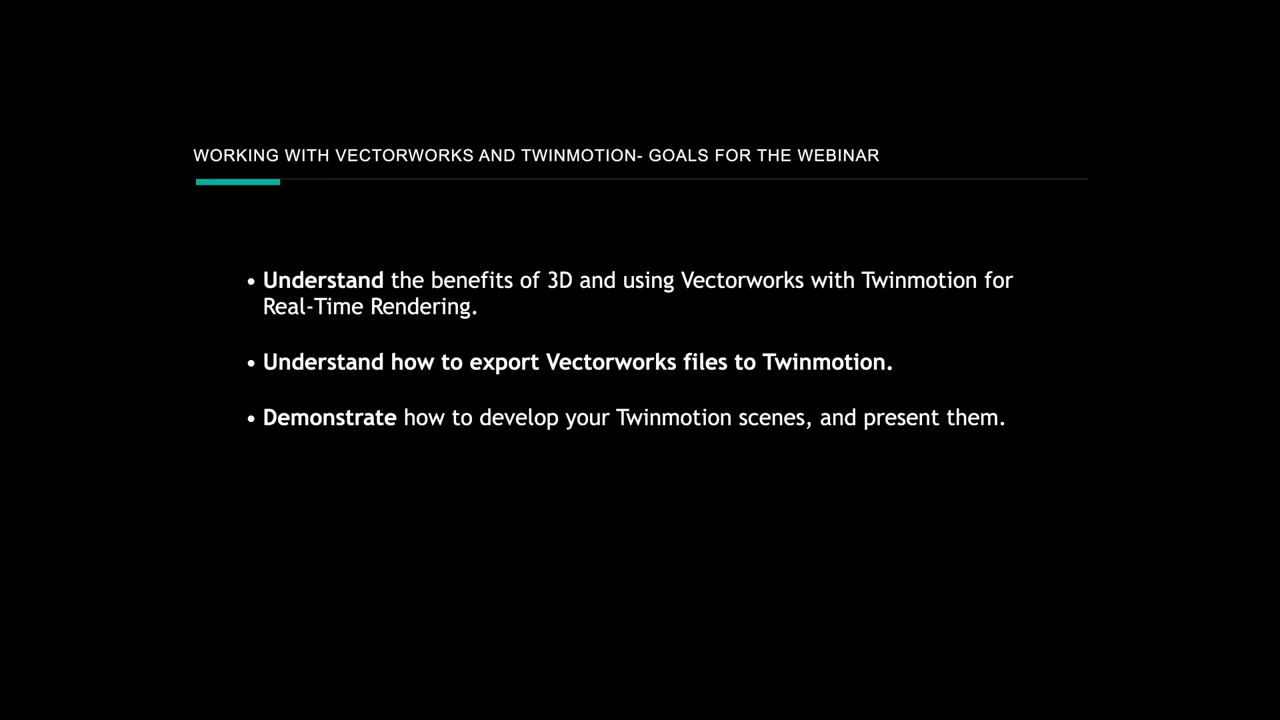 WORKING WITH VECTORWORKS AND TWINMOTION- GOALS FOR THE WEBINAR
• Understand the benefits of 3D and using Vectorworks with Twinmotion for
Real-Time Rendering.
• Understand how to export Vectorworks files to Twinmotion.
• Demonstrate how to develop your Twinmotion scenes, and present them.